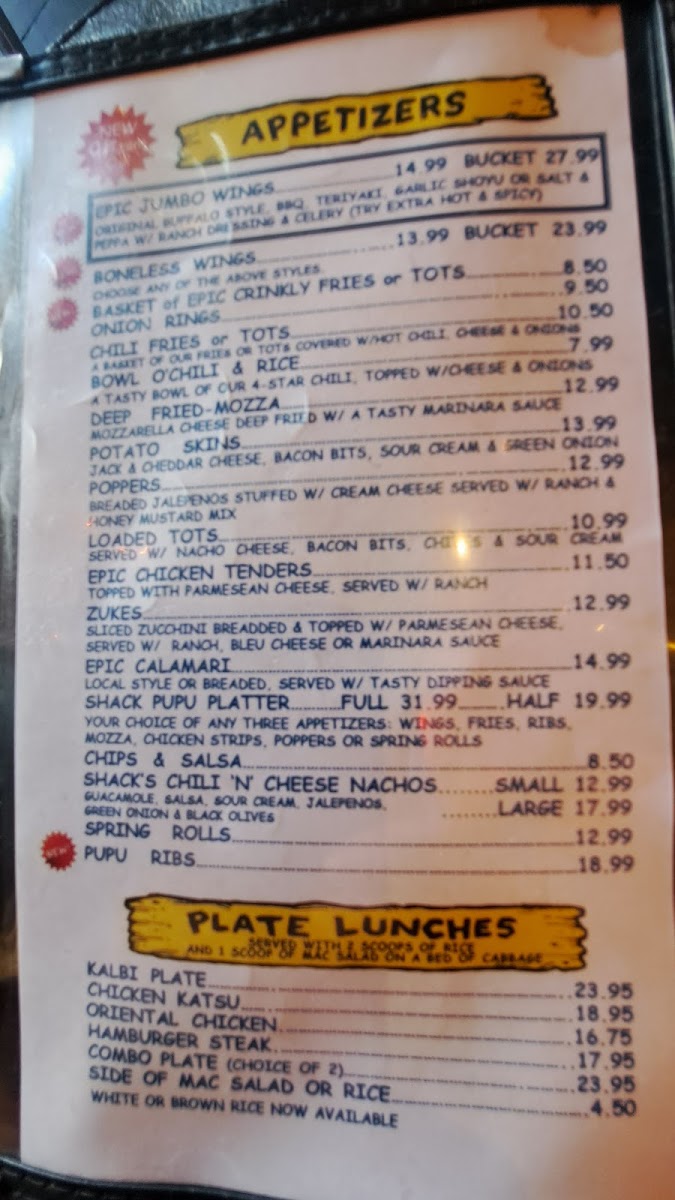 APPETIZERS
NEW
EPIC JUMBO WINGS 14.99 BUCKET 27.99
ORIGINAL BUFFALO STYLE, BBQ, TERIYAKI, GARLIC SHOYU OR SALT &
PEPPA W/ RANCH DRESSING & CELERY (TRY EXTRA HOT & SPICY)
BONELESS WINGS 13.99 BUCKET 23.99
CHOOSE ANY OF THE ABOVE STYLES.
BASKET of EPIC CRINKLY FRIES or TOTS 8.50
ONION RINGS 9.50
CHILI FRIES or TOTS 10.50
A BASKET OF OUR FRIES OR TOTS COVERED W/HOT CHILI, CHEESE & ONIONS
BOWL O'CHILI & RICE 7.99
A TASTY BOWL OF OUR 4-STAR CHILI, TOPPED W/CHEESE & ONIONS
DEEP FRIED-MOZZA 12.99
MOZZARELLA CHEESE DEEP FRIED W/ A TASTY MARINARA SAUCE
POTATO SKINS 13.99
JACK & CHEDDAR CHEESE, BACON BITS, SOUR CREAM & GREEN ONION
POPPERS 12.99
BREADED JALEPENOS STUFFED W/ CREAM CHEESE SERVED W/ RANCH &
HONEY MUSTARD MIX
LOADED TOTS 10.99
SERVED W/ NACHO CHEESE, BACON BITS, & SOUR CREAM
EPIC CHICKEN TENDERS 11.50
TOPPED WITH PARMESEAN CHEESE, SERVED W/ RANCH
ZUKES 12.99
SLICED ZUCCHINI BREADDED & TOPPED W/ PARMESEAN CHEESE,
SERVED W/ RANCH, BLEU CHEESE OR MARINARA SAUCE
EPIC CALAMARI 14.99
LOCAL STYLE OR BREADED, SERVED W/ TASTY DIPPING SAUCE
SHACK PUPU PLATTER FULL 31.99 HALF 19.99
YOUR CHOICE OF ANY THREE APPETIZERS: WINGS, FRIES, RIBS,
MOZZA, CHICKEN STRIPS, POPPERS OR SPRING ROLLS
CHIPS & SALSA 8.50
SHACK'S CHILI 'N' CHEESE NACHOS SMALL 12.99
GUACAMOLE, SALSA, SOUR CREAM, JALEPENOS, LARGE 17.99
GREEN ONION & BLACK OLIVES
SPRING ROLLS 12.99
NEW PUPU RIBS 18.99
PLATE LUNCHES
SERVED WITH 2 SCOOPS OF RICE
AND 1 SCOOP OF MAC SALAD ON A BED OF CABBAGE
KALBI PLATE 23.95
CHICKEN KATSU 18.95
ORIENTAL CHICKEN 16.75
HAMBURGER STEAK 17.95
COMBO PLATE (CHOICE OF 2) 23.95
SIDE OF MAC SALAD OR RICE 4.50
WHITE OR BROWN RICE NOW AVAILABLE